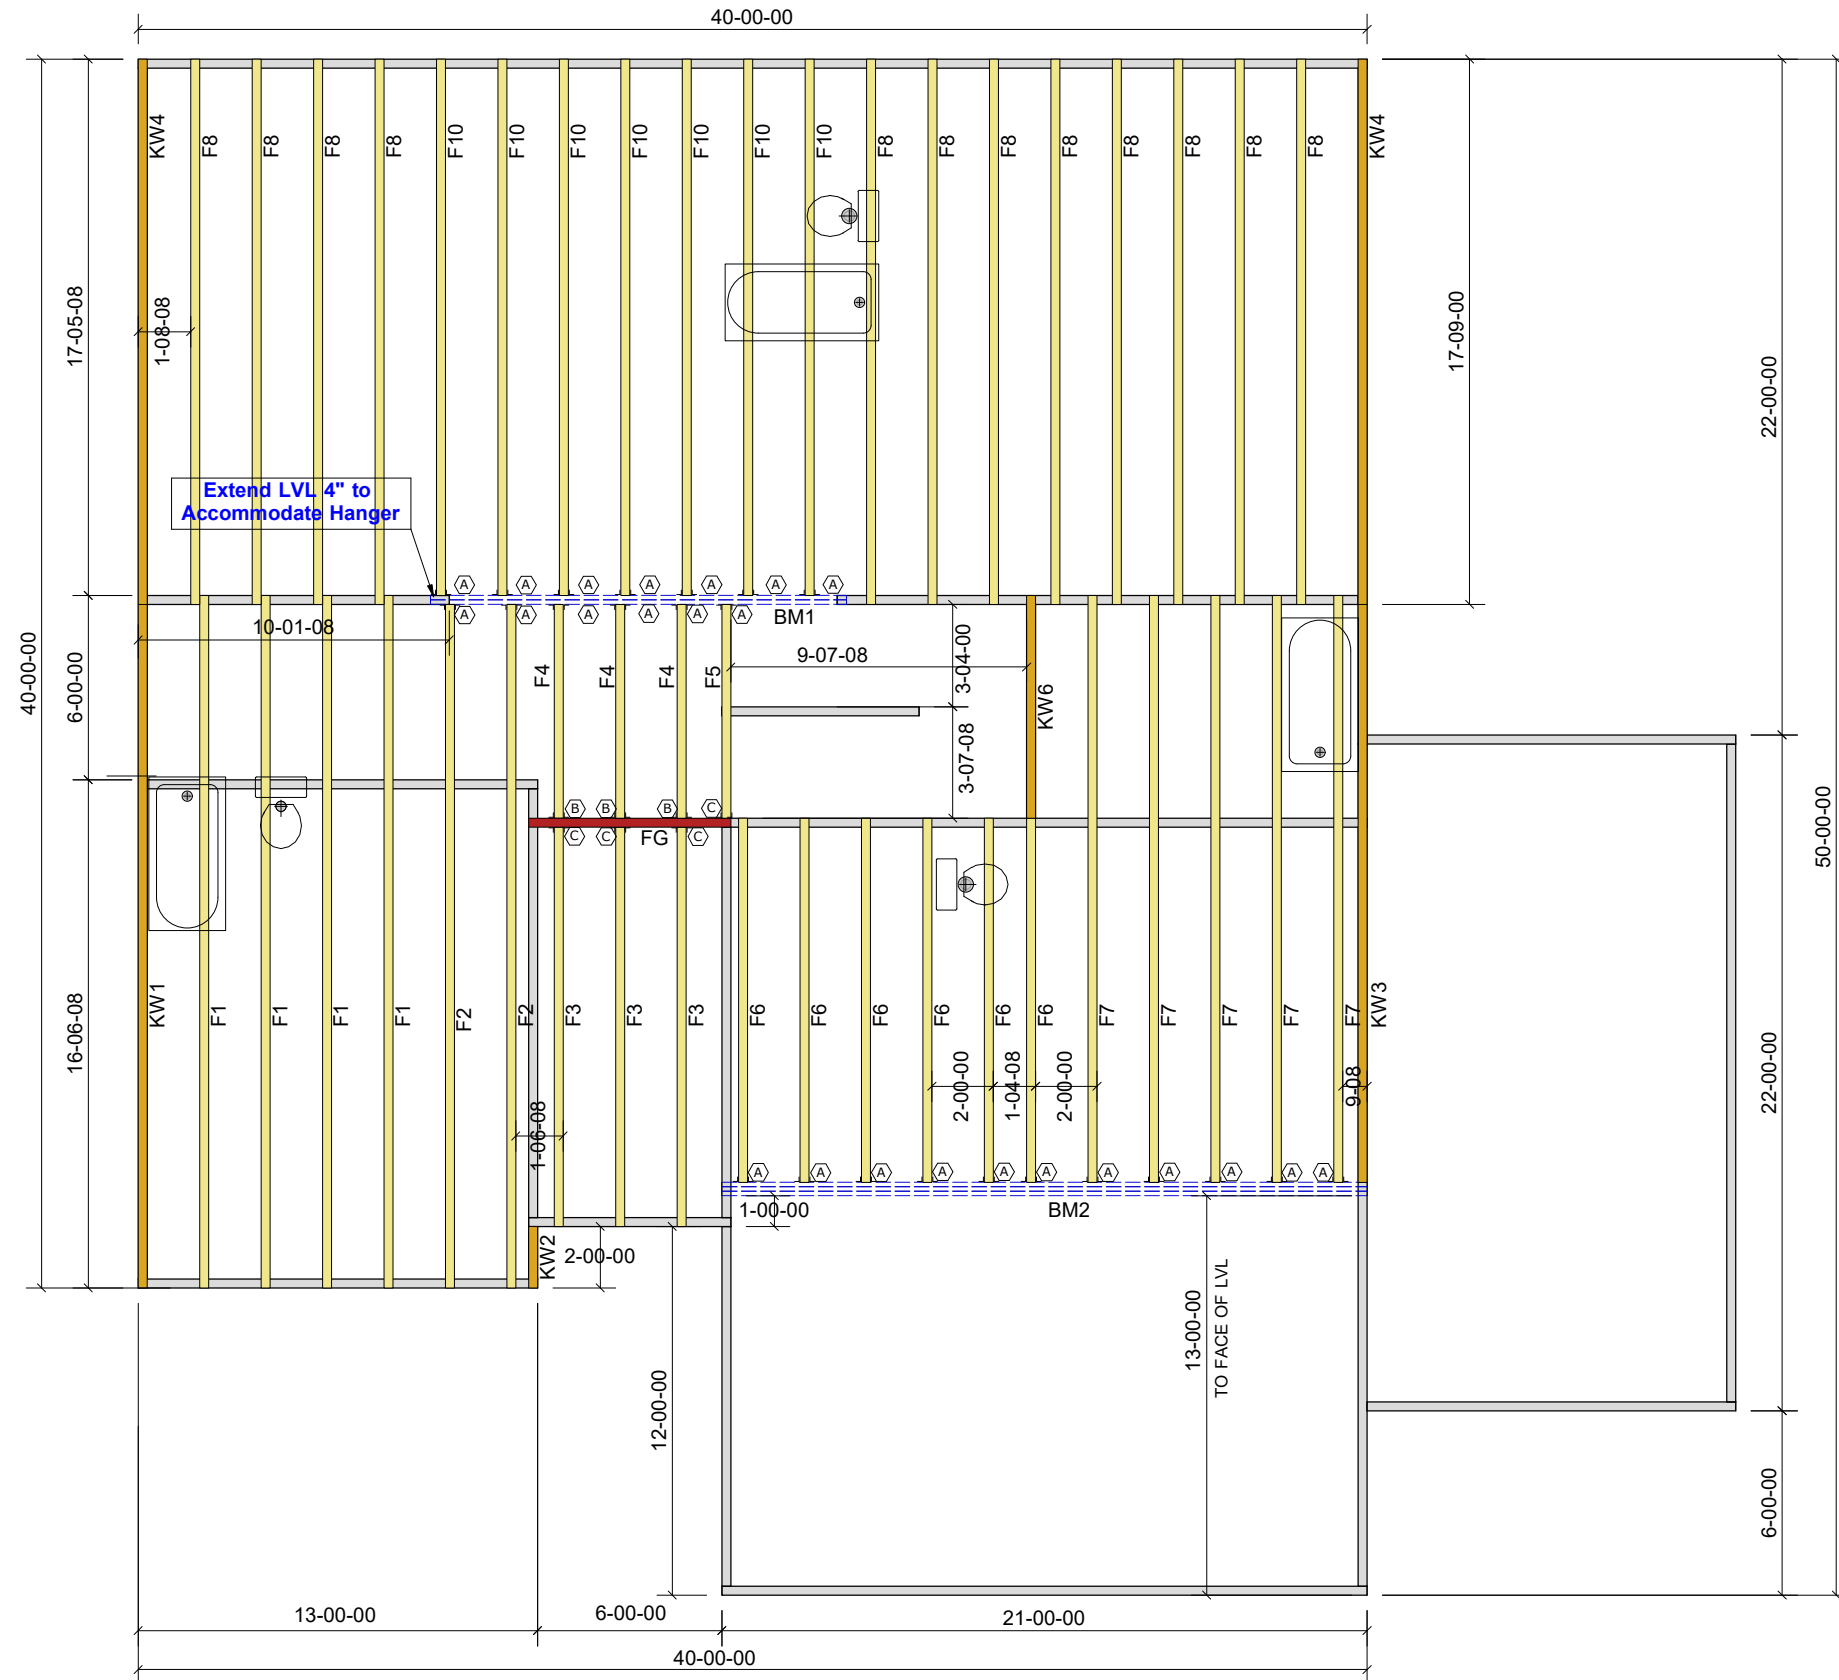 40-00-00
KW4
F8
F8
F8
F8
F10
F10
F10
F10
F10
F10
F10
F8
F8
F8
F8
F8
F8
F8
F8
KW4
17-05-08
1-08-08
17-09-00
22-00-00
Extend LVL 4" to
Accommodate Hanger
A
A
A
A
A
A
A
A
A
A
A
A
A
BM1
10-01-08
9-07-08
3-04-00
F4
F4
F4
F5
KW6
40-00-00
6-00-00
3-07-08
50-00-00
B
B
B
C
C
C
C
FG
16-06-08
KW1
F1
F1
F1
F1
F2
F2
F3
F3
F3
F6
F6
F6
F6
F6
F6
F7
F7
F7
F7
F7
KW3
2-00-00
1-04-08
2-00-00
9-08
22-00-00
1-06-08
A
A
A
A
A
A
A
A
A
A
A
1-00-00
BM2
KW2
2-00-00
13-00-00
TO FACE OF LVL
12-00-00
6-00-00
13-00-00
6-00-00
21-00-00
40-00-00